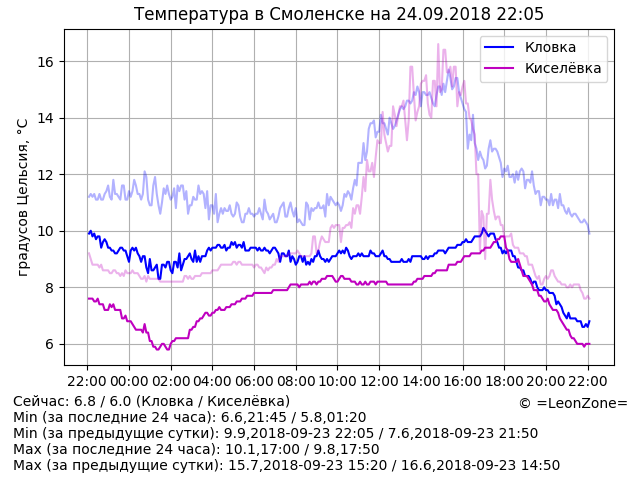 Температура в Смоленске на 24.09.2018 22:05
градусов Цельсия, °C
16
14
12
10
8
6
Кловка
Киселёвка
22:00 00:00 02:00 04:00 06:00 08:00 10:00 12:00 14:00 16:00 18:00 20:00 22:00
Сейчас: 6.8 / 6.0 (Кловка / Киселёвка)
© =LeonZone=
Min (за последние 24 часа): 6.6,21:45 / 5.8,01:20
Min (за предыдущие сутки): 9.9,2018-09-23 22:05 / 7.6,2018-09-23 21:50
Max (за последние 24 часа): 10.1,17:00 / 9.8,17:50
Max (за предыдущие сутки): 15.7,2018-09-23 15:20 / 16.6,2018-09-23 14:50